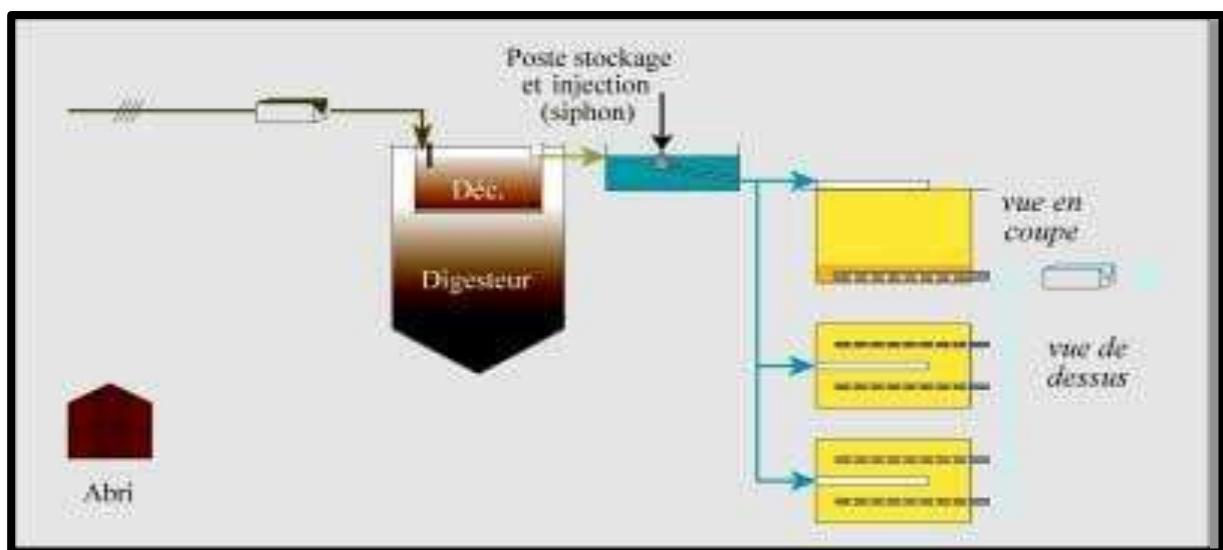 Poste stockage
et injection
(siphon)
Déc.
Digesteur
vue en
coupe
vue de
dessus
Abri